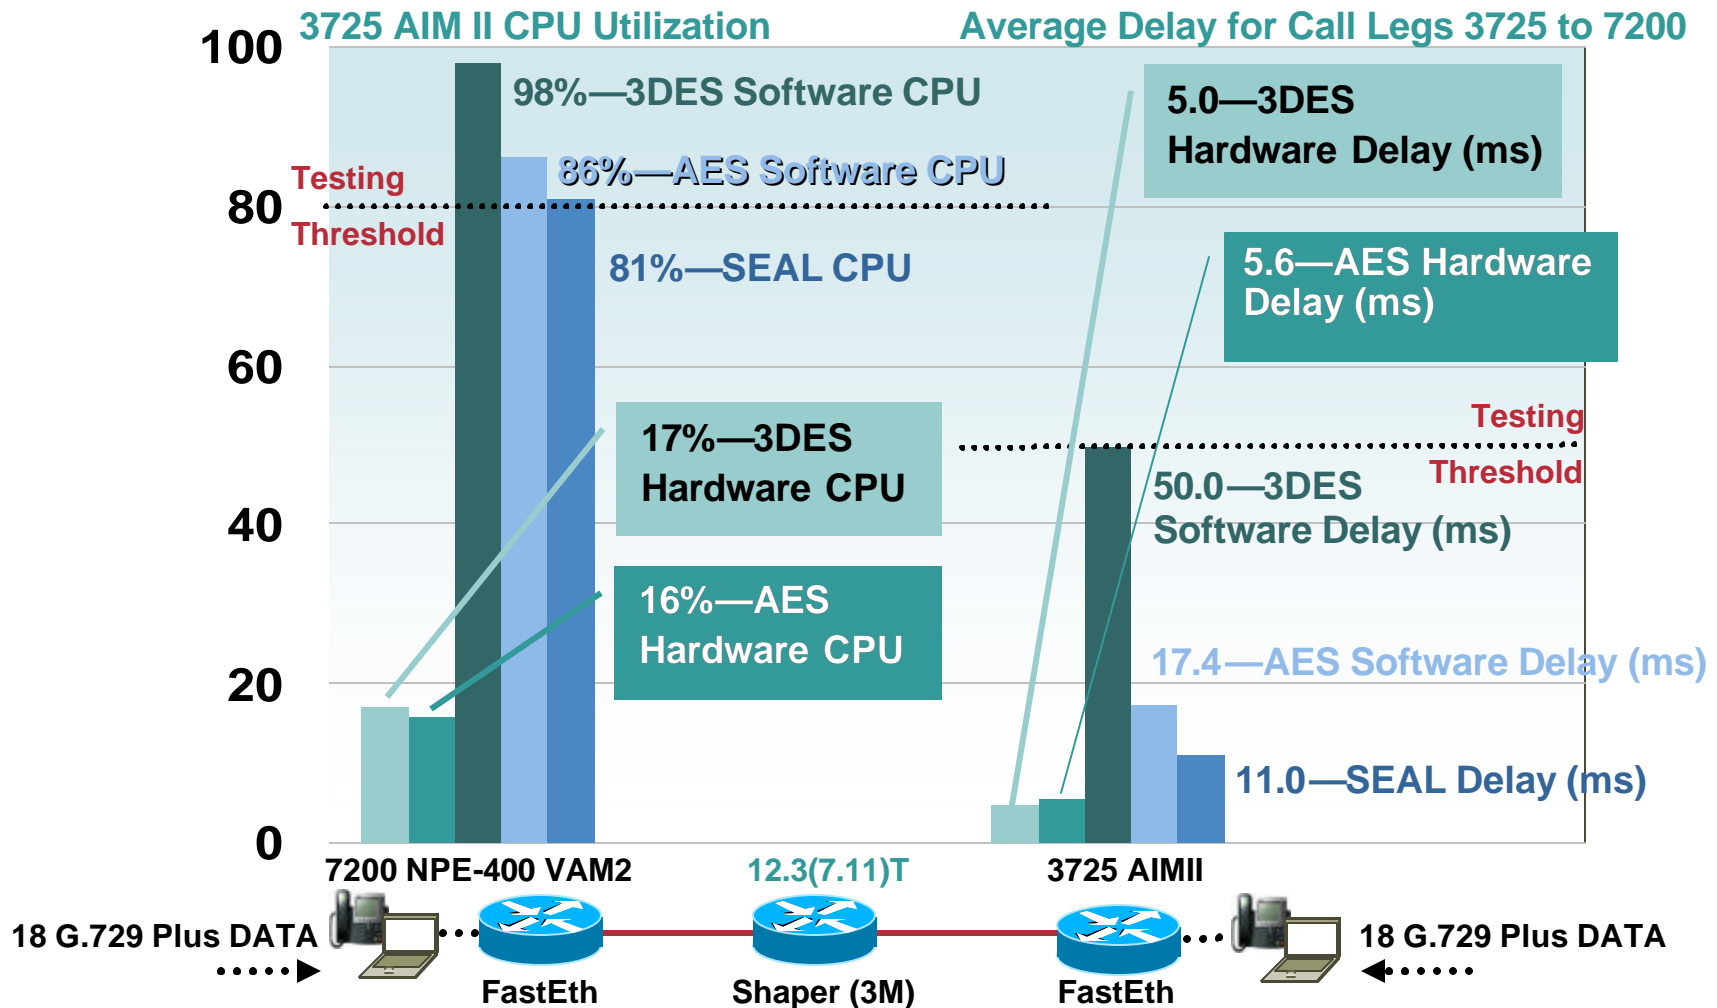 3725 AIM II CPU Utilization
Average Delay for Call Legs 3725 to 7200
100
80
60
40
20
0
98%—3DES Software CPU
86%—AES Software CPU
Testing
Threshold
81%—SEAL CPU
17%—3DES
Hardware CPU
16%—AES
Hardware CPU
5.0—3DES
Hardware Delay (ms)
5.6—AES Hardware
Delay (ms)
Testing
Threshold
50.0—3DES
Software Delay (ms)
17.4—AES Software Delay (ms)
11.0—SEAL Delay (ms)
7200 NPE-400 VAM2
12.3(7.11)T
3725 AIMII
18 G.729 Plus DATA
18 G.729 Plus DATA
FastEth
Shaper (3M)
FastEth